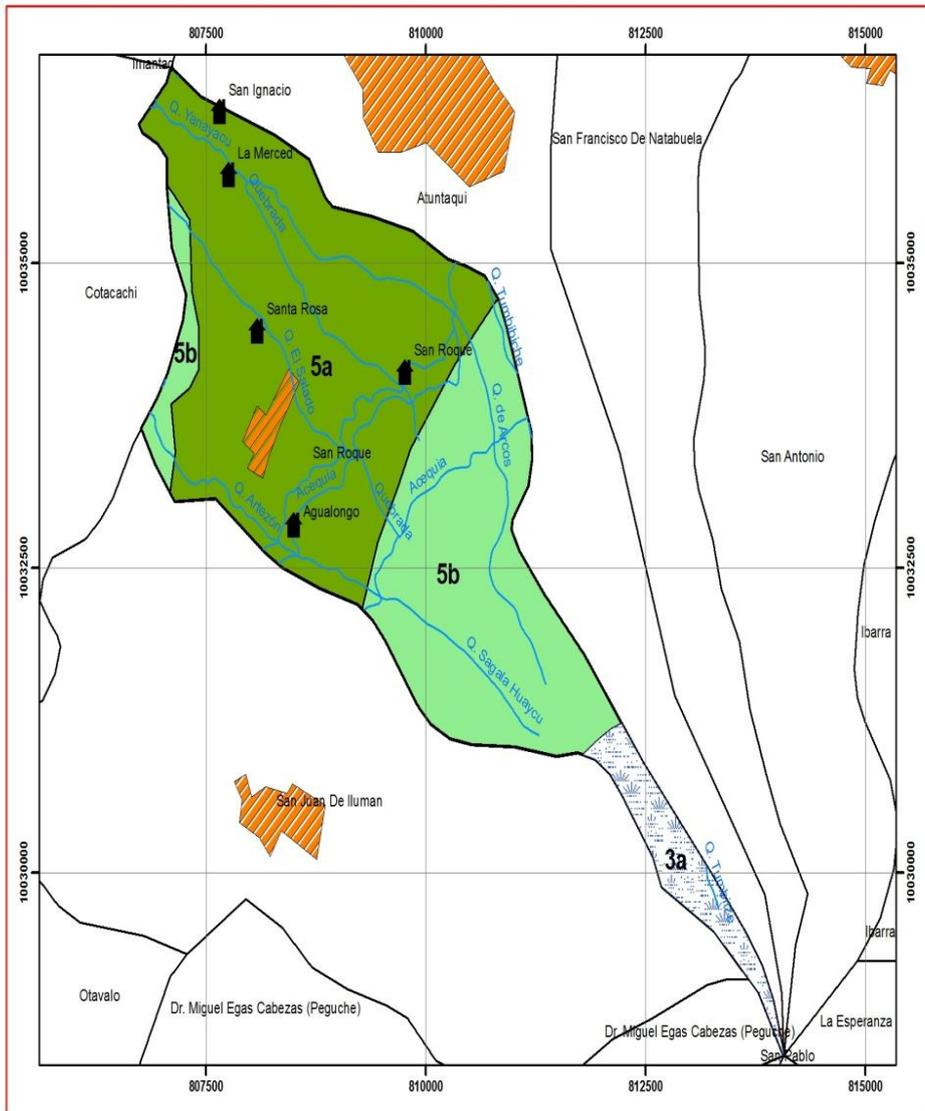 807500
810000
812500
815000
Imantag
San Ignacio
Q. Yanayacu
San Francisco De Natabuela
La Merced
Quebrada
Atuntaqui
10035000
10035000
Cotacachi
Q. Tumbibiche
Santa Rosa
5b
5a
Q. El Salado
San Roque
Q. de Arcos
San Roque
San Antonio
Acequia
Acequia
Q. Artezón
Agualongo
Quebrada
10032500
5b
10032500
Ibarra
Q. Sagala Huaycu
San Juan De Iluman
3a
10030000
10030000
Ibarra
Otavalo
Dr. Miguel Egas Cabezas (Peguche)
Dr. Miguel Egas Cabezas (Peguche)
La Esperanza
San Pablo
807500
810000
812500
815000